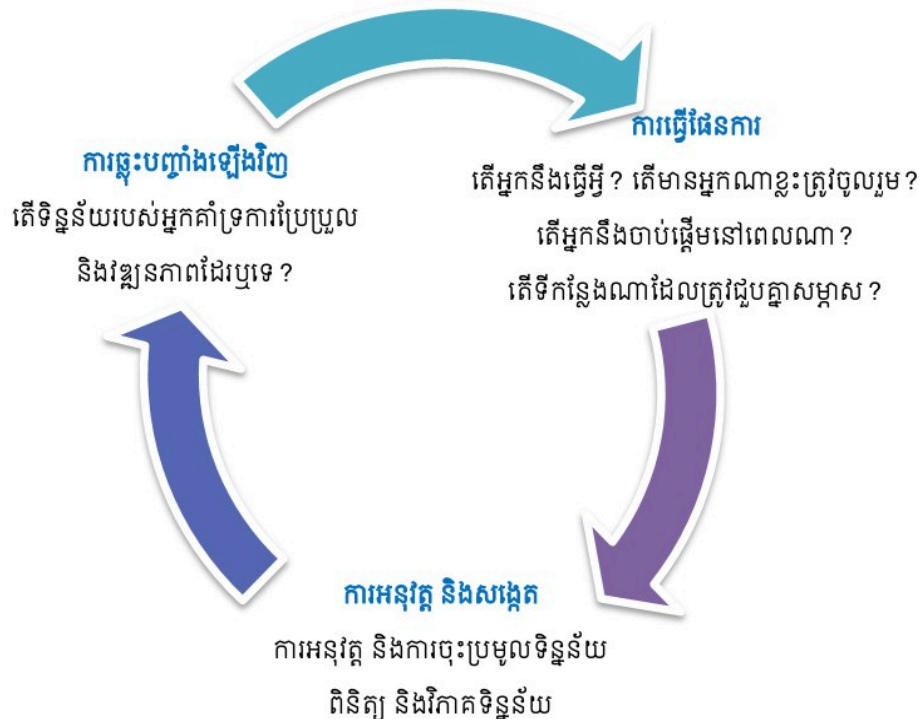 ការធ្វើផែនការ
តើអ្នកនឹងធ្វើអ្វី? តើមានអ្នកណាខ្លះត្រូវចូលរួម?
តើអ្នកនឹងចាប់ផ្តើមនៅពេលណា?
តើទីកន្លែងណាដែលត្រូវជួបគ្នាសម្ភាស?
ការអនុវត្ត និងសង្កេត
ការអនុវត្ត និងការចុះប្រមូលទិន្នន័យ
ពិនិត្យ និងវិភាគទិន្នន័យ
ការឆ្លុះបញ្ចាំងឡើងវិញ
តើទិន្នន័យរបស់អ្នកគាំទ្រការប្រែប្រួល
និងវឌ្ឍនភាពដែរឬទេ?